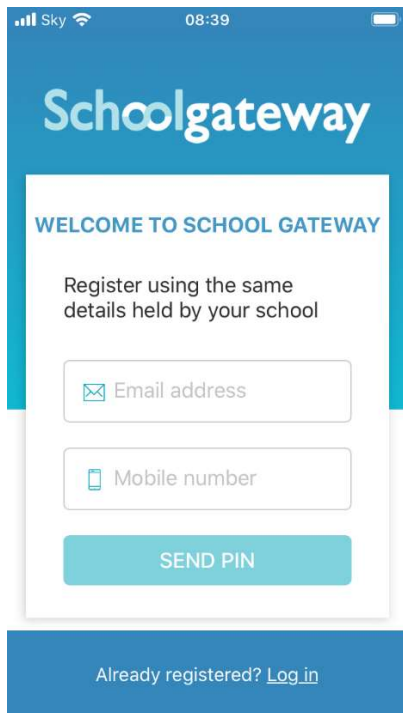 Sky 08:39
Schoolgateway
WELCOME TO SCHOOL GATEWAY
Register using the same
details held by your school
Email address
Mobile number
SEND PIN
Already registered? Log in